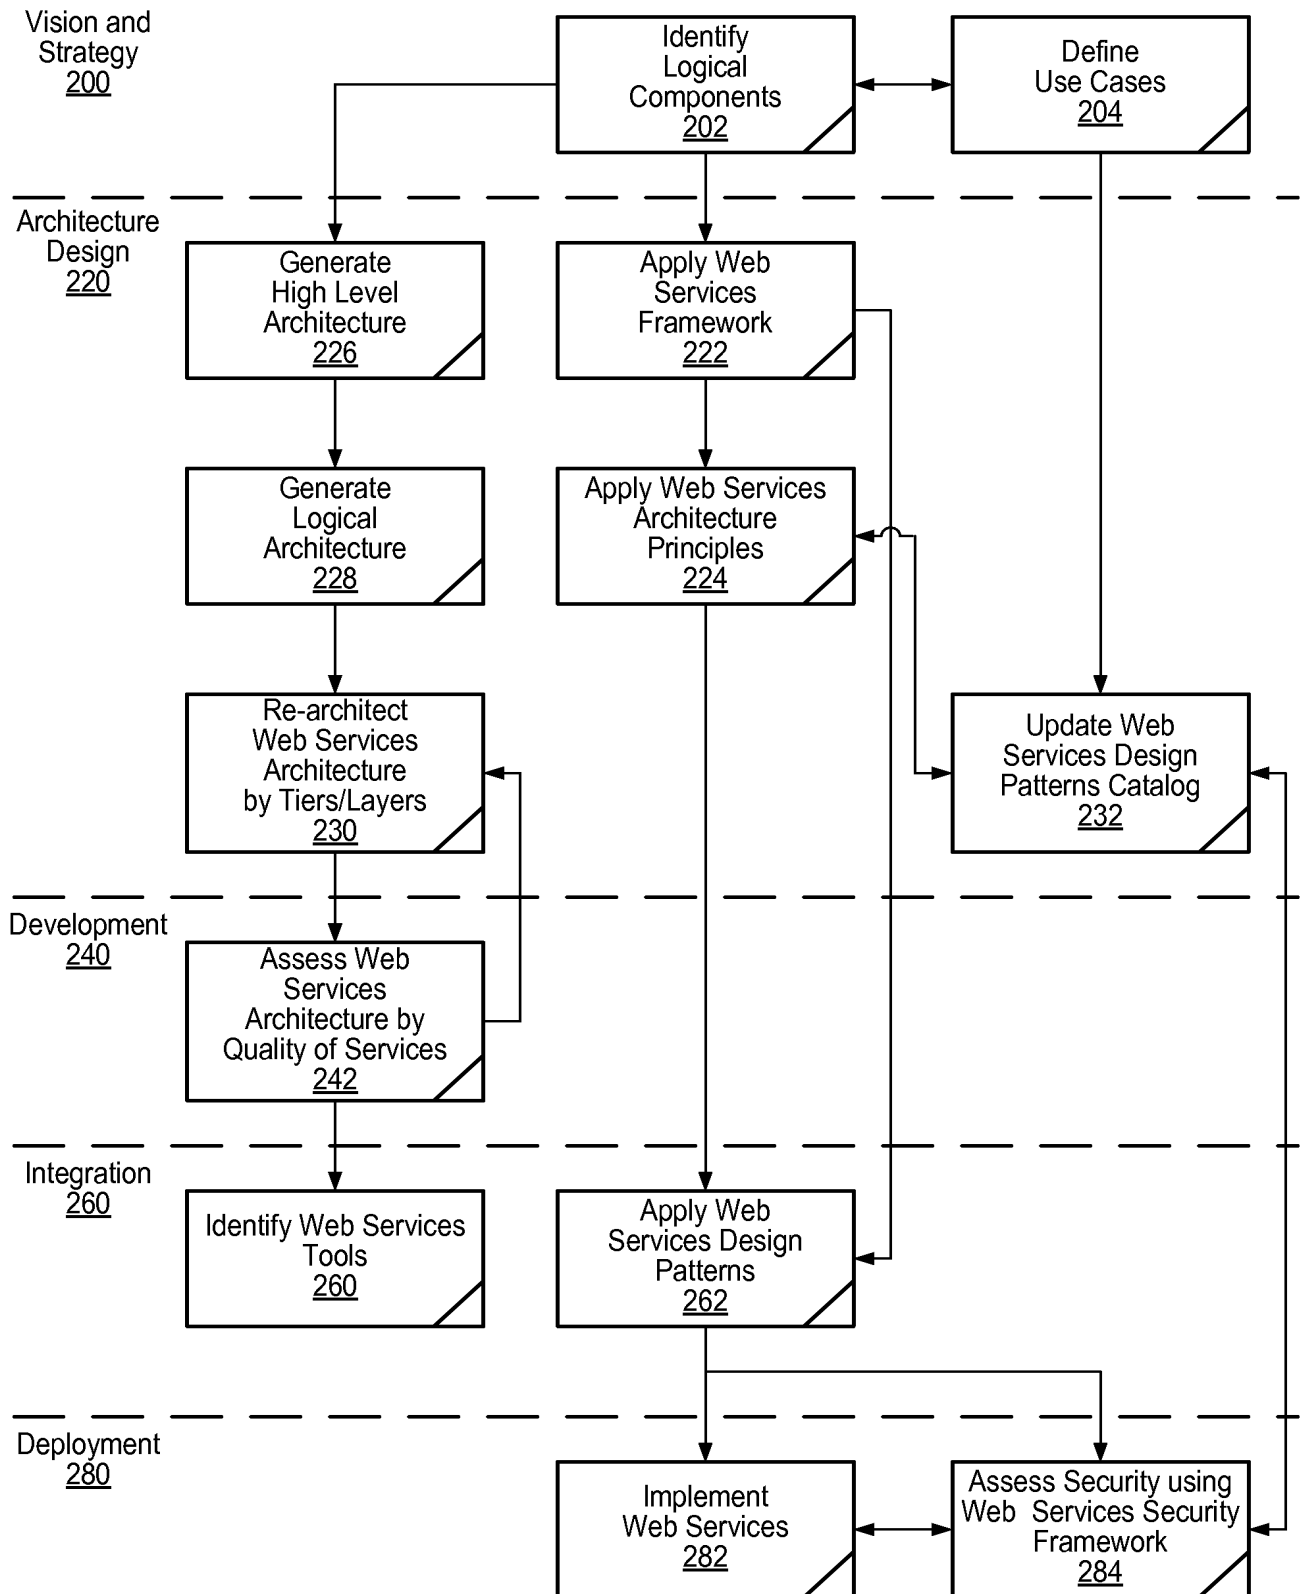 Vision and
Strategy
200
Identify
Logical
Components
202
Define
Use Cases
204
Architecture
Design
220
Generate
High Level
Architecture
226
Apply Web
Services
Framework
222
Generate
Logical
Architecture
228
Apply Web Services
Architecture
Principles
224
Re-architect
Web Services
Architecture
by Tiers/Layers
230
Update Web
Services Design
Patterns Catalog
232
Development
240
Assess Web
Services
Architecture by
Quality of Services
242
Integration
260
Identify Web Services
Tools
260
Apply Web
Services Design
Patterns
262
Deployment
280
Implement
Web Services
282
Assess Security using
Web Services Security
Framework
284